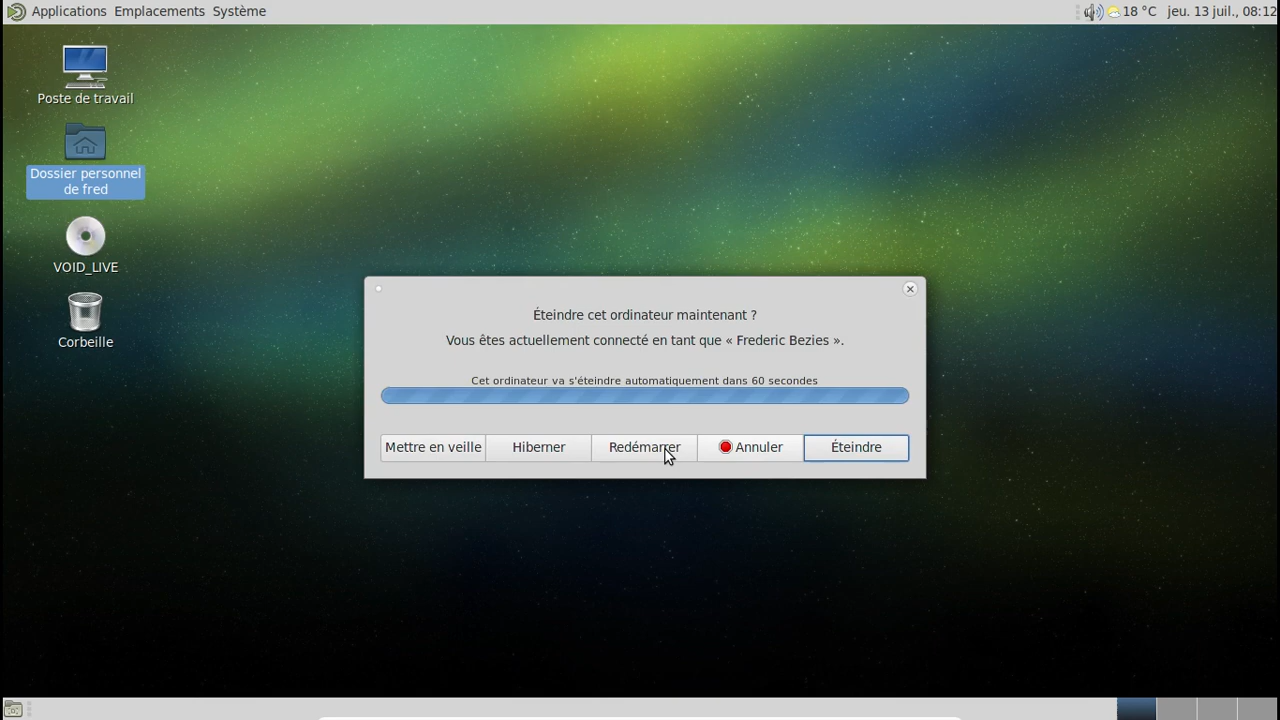 Applications Emplacements Système
18 °C jeu. 13 juil., 08:12
Poste de travail
Dossier personnel
de fred
VOID_LIVE
Corbeille
Éteindre cet ordinateur maintenant ?
Vous êtes actuellement connecté en tant que « Frederic Bezies ».
Cet ordinateur va s'éteindre automatiquement dans 60 secondes
Mettre en veille Hiberner Redémarrer Annuler Éteindre